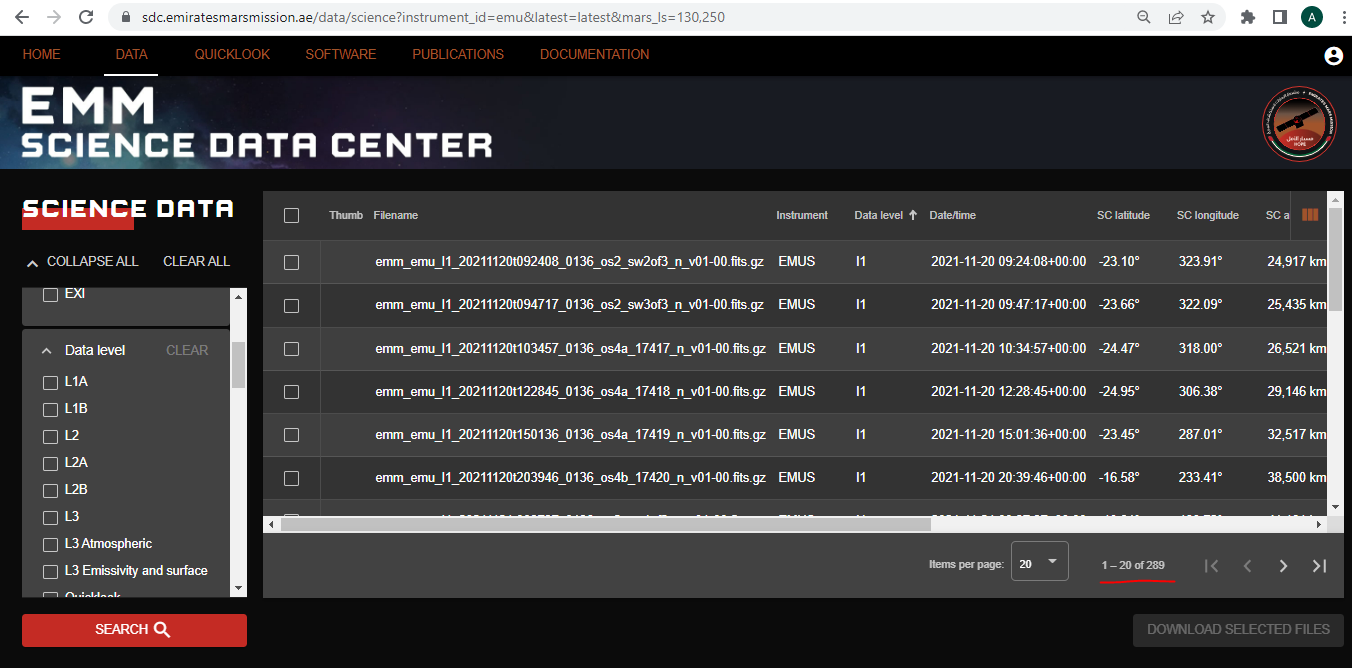 sdc.emiratesmarsmission.ae/data/science?instrument_id=emu&latest=latest&mars_ls=130,250
A
HOME DATA QUICKLOOK SOFTWARE PUBLICATIONS DOCUMENTATION
EMM
SCIENCE DATA CENTER
HOPE
SCIENCE DATA
COLLAPSE ALL CLEAR ALL
EXI
Data level CLEAR
L1A
L1B
L2
L2A
L2B
L3
L3 Atmospheric
L3 Emissivity and surface
Quicklook
SEARCH
Thumb Filename Instrument Data level Date/time SC latitude SC longitude SC a
emm_emu_l1_20211120t092408_0136_os2_sw2of3_n_v01-00.fits.gz EMUS l1 2021-11-20 09:24:08+00:00 -23.10° 323.91° 24,917 km
emm_emu_l1_20211120t094717_0136_os2_sw3of3_n_v01-00.fits.gz EMUS l1 2021-11-20 09:47:17+00:00 -23.66° 322.09° 25,435 km
emm_emu_l1_20211120t103457_0136_os4a_17417_n_v01-00.fits.gz EMUS l1 2021-11-20 10:34:57+00:00 -24.47° 318.00° 26,521 km
emm_emu_l1_20211120t122845_0136_os4a_17418_n_v01-00.fits.gz EMUS l1 2021-11-20 12:28:45+00:00 -24.95° 306.38° 29,146 km
emm_emu_l1_20211120t150136_0136_os4a_17419_n_v01-00.fits.gz EMUS l1 2021-11-20 15:01:36+00:00 -23.45° 287.01° 32,517 km
emm_emu_l1_20211120t203946_0136_os4b_17420_n_v01-00.fits.gz EMUS l1 2021-11-20 20:39:46+00:00 -16.58° 233.41° 38,500 km
Items per page: 20 1 – 20 of 289
DOWNLOAD SELECTED FILES